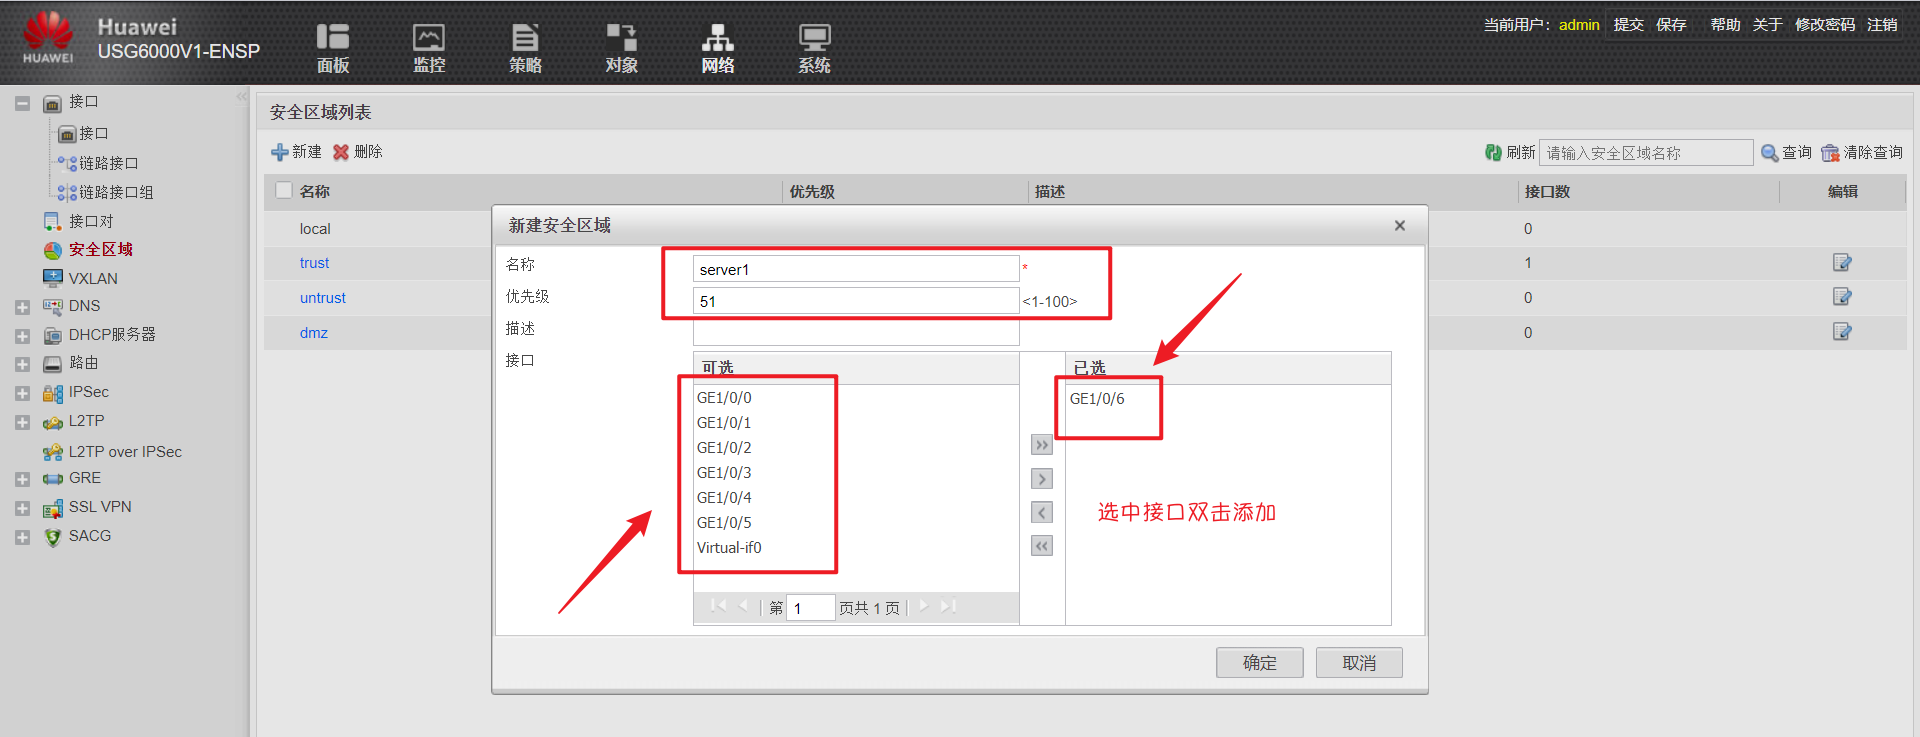 Huawei
USG6000V1-ENSP
HUAWEI
面板
监控
策略
对象
网络
系统
当前用户： admin 提交 保存 帮助 关于 修改密码 注销
接口
接口
链路接口
链路接口组
接口对
安全区域
VXLAN
DNS
DHCP服务器
路由
IPSec
L2TP
L2TP over IPSec
GRE
SSL VPN
SACG
安全区域列表
新建 删除
刷新 请输入安全区域名称 查询 清除查询
名称 优先级 描述 接口数 编辑
local 0
trust 1
untrust 0
dmz 0
新建安全区域
名称 server1 *
优先级 51 <1-100>
描述
接口
可选
GE1/0/0
GE1/0/1
GE1/0/2
GE1/0/3
GE1/0/4
GE1/0/5
Virtual-if0
第 1 页共 1 页
已选
GE1/0/6
选中接口双击添加
确定 取消